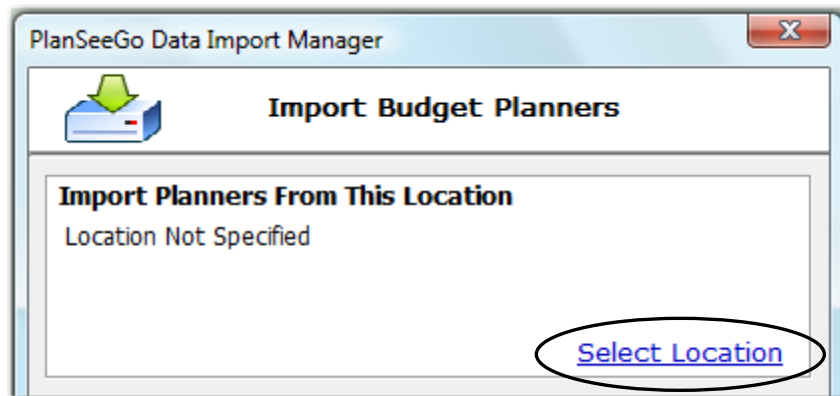 PlanSeeGo Data Import Manager
Import Budget Planners
Import Planners From This Location
Location Not Specified
Select Location